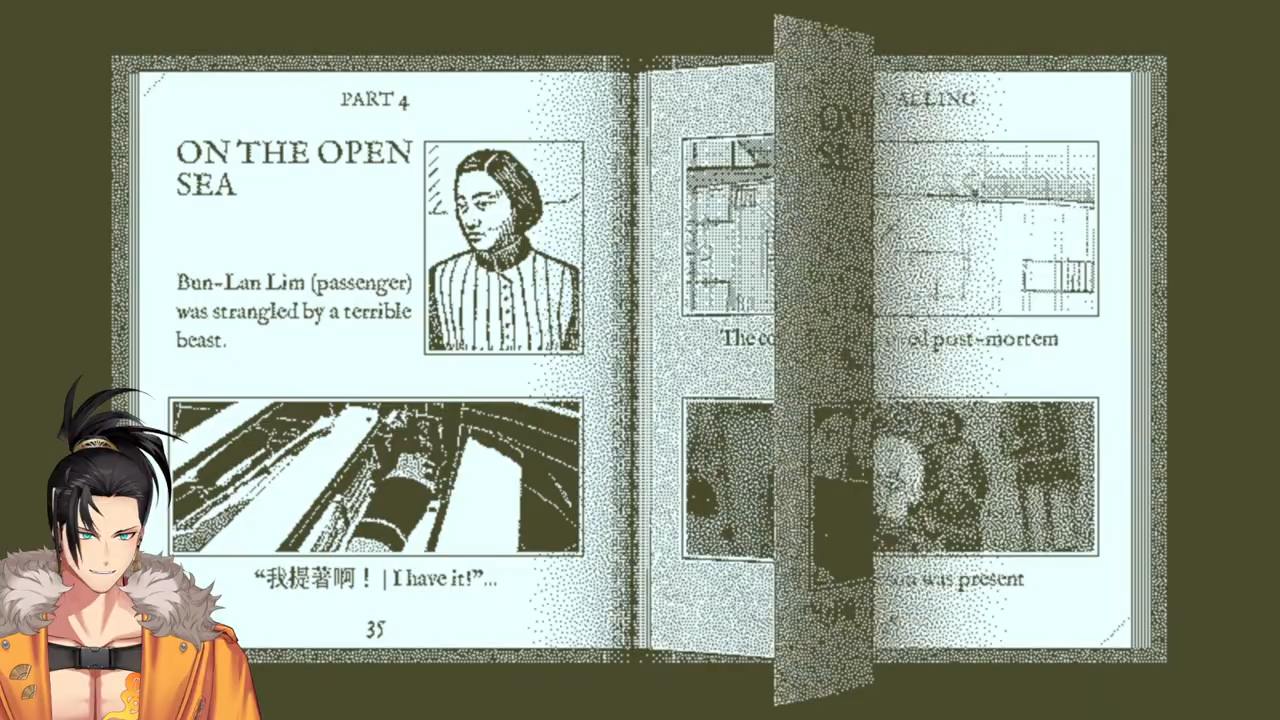 PART 4
ON THE OPEN
SEA
Bun-Lan Lim (passenger)
was strangled by a terrible
beast.
“我提著啊！ | I have it!”...
35
The
post-mortem
was present